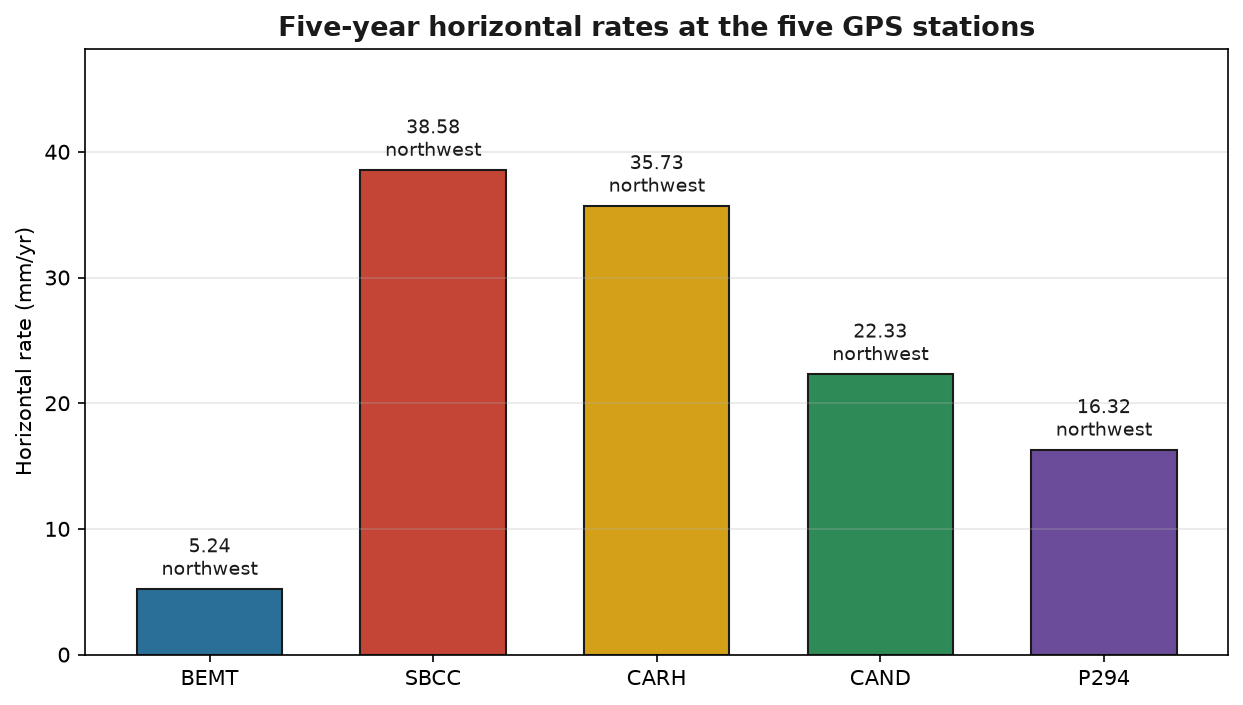 Five-year horizontal rates at the five GPS stations
Horizontal rate (mm/yr)
40
30
20
10
0
5.24
northwest
38.58
northwest
35.73
northwest
22.33
northwest
16.32
northwest
BEMT
SBCC
CARH
CAND
P294